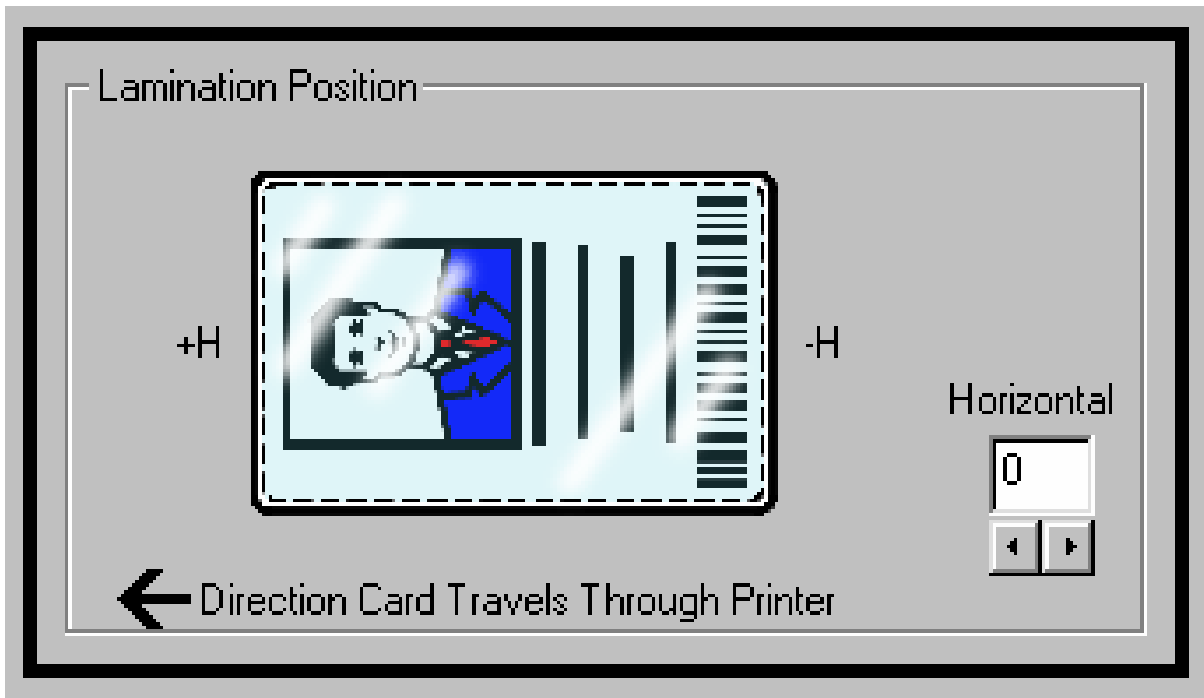 Lamination Position
+H
-H
Horizontal
0
Direction Card Travels Through Printer